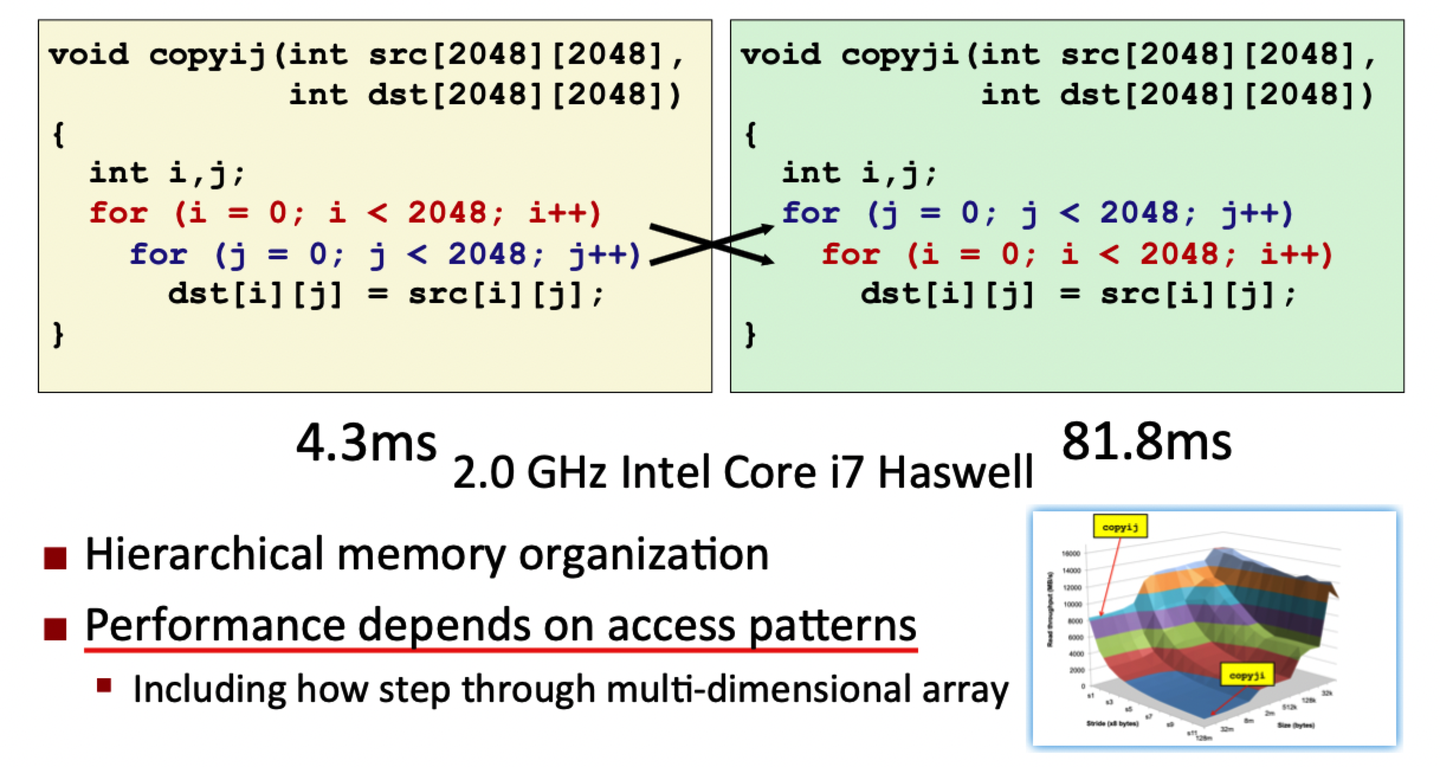 void copyij(int src[2048][2048],
            int dst[2048][2048])
{
  int i,j;
  for (i = 0; i < 2048; i++)
    for (j = 0; j < 2048; j++)
      dst[i][j] = src[i][j];
}
void copyji(int src[2048][2048],
            int dst[2048][2048])
{
  int i,j;
  for (j = 0; j < 2048; j++)
    for (i = 0; i < 2048; i++)
      dst[i][j] = src[i][j];
}
4.3ms
2.0 GHz Intel Core i7 Haswell
81.8ms
Hierarchical memory organization
Performance depends on access patterns
Including how step through multi-dimensional array
copyij
Read throughput (MB/s)
16000
14000
12000
10000
8000
6000
4000
2000
0
copyji
s1
s3
s5
s7
s9
s11
Stride (x8 bytes)
128m
32m
8m
2m
512k
128k
32k
Size (bytes)